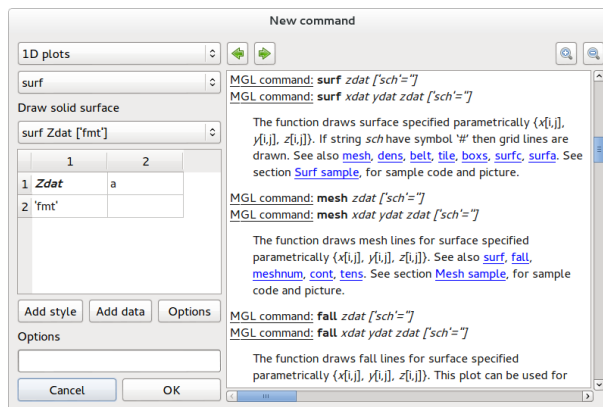 New command
1D plots
surf
Draw solid surface
surf Zdat ['fmt']
1 2
1 Zdat a
2 'fmt'
Add style Add data Options
Options
Cancel OK
MGL command: surf zdat ['sch'='']
MGL command: surf xdat ydat zdat ['sch'='']
The function draws surface specified parametrically {x[i,j],
y[i,j], z[i,j]}. If string sch have symbol '#' then grid lines are
drawn. See also mesh, dens, belt, tile, boxs, surfc, surfa. See
section Surf sample, for sample code and picture.
MGL command: mesh zdat ['sch'='']
MGL command: mesh xdat ydat zdat ['sch'='']
The function draws mesh lines for surface specified
parametrically {x[i,j], y[i,j], z[i,j]}. See also surf, fall,
meshnum, cont, tens. See section Mesh sample, for sample
code and picture.
MGL command: fall zdat ['sch'='']
MGL command: fall xdat ydat zdat ['sch'='']
The function draws fall lines for surface specified
parametrically {x[i,j], y[i,j], z[i,j]}. This plot can be used for